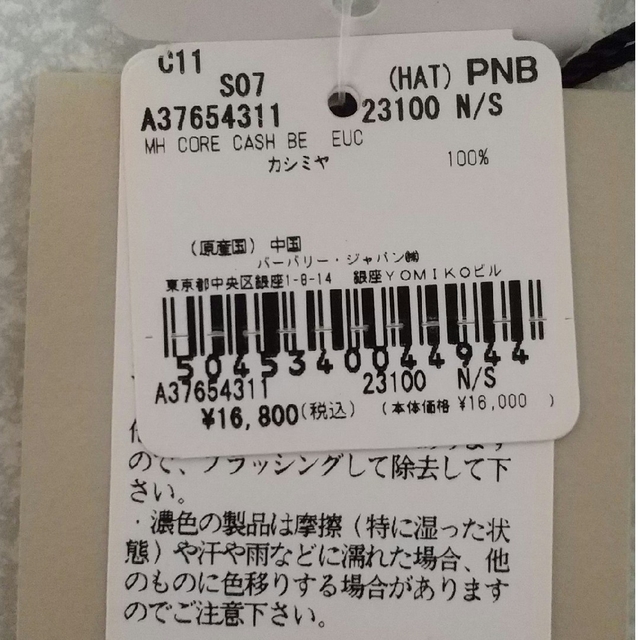 C11
S07 (HAT) PNB
A37654311 23100 N/S
MH CORE CASH BE EUC
カシミヤ 100%
(原産国) 中国
バーバリー・ジャパン㈱
東京都中央区銀座1-8-14 銀座YOMIKOビル
5045340044944
A37654311 23100 N/S
¥16,800(税込) (本体価格 ¥16,000 )
ので、ブラッシングして除去して下
さい。
・濃色の製品は摩擦(特に湿った状
態)や汗や雨などに濡れた場合、他
のものに色移りする場合があります
のでご注意下さい。